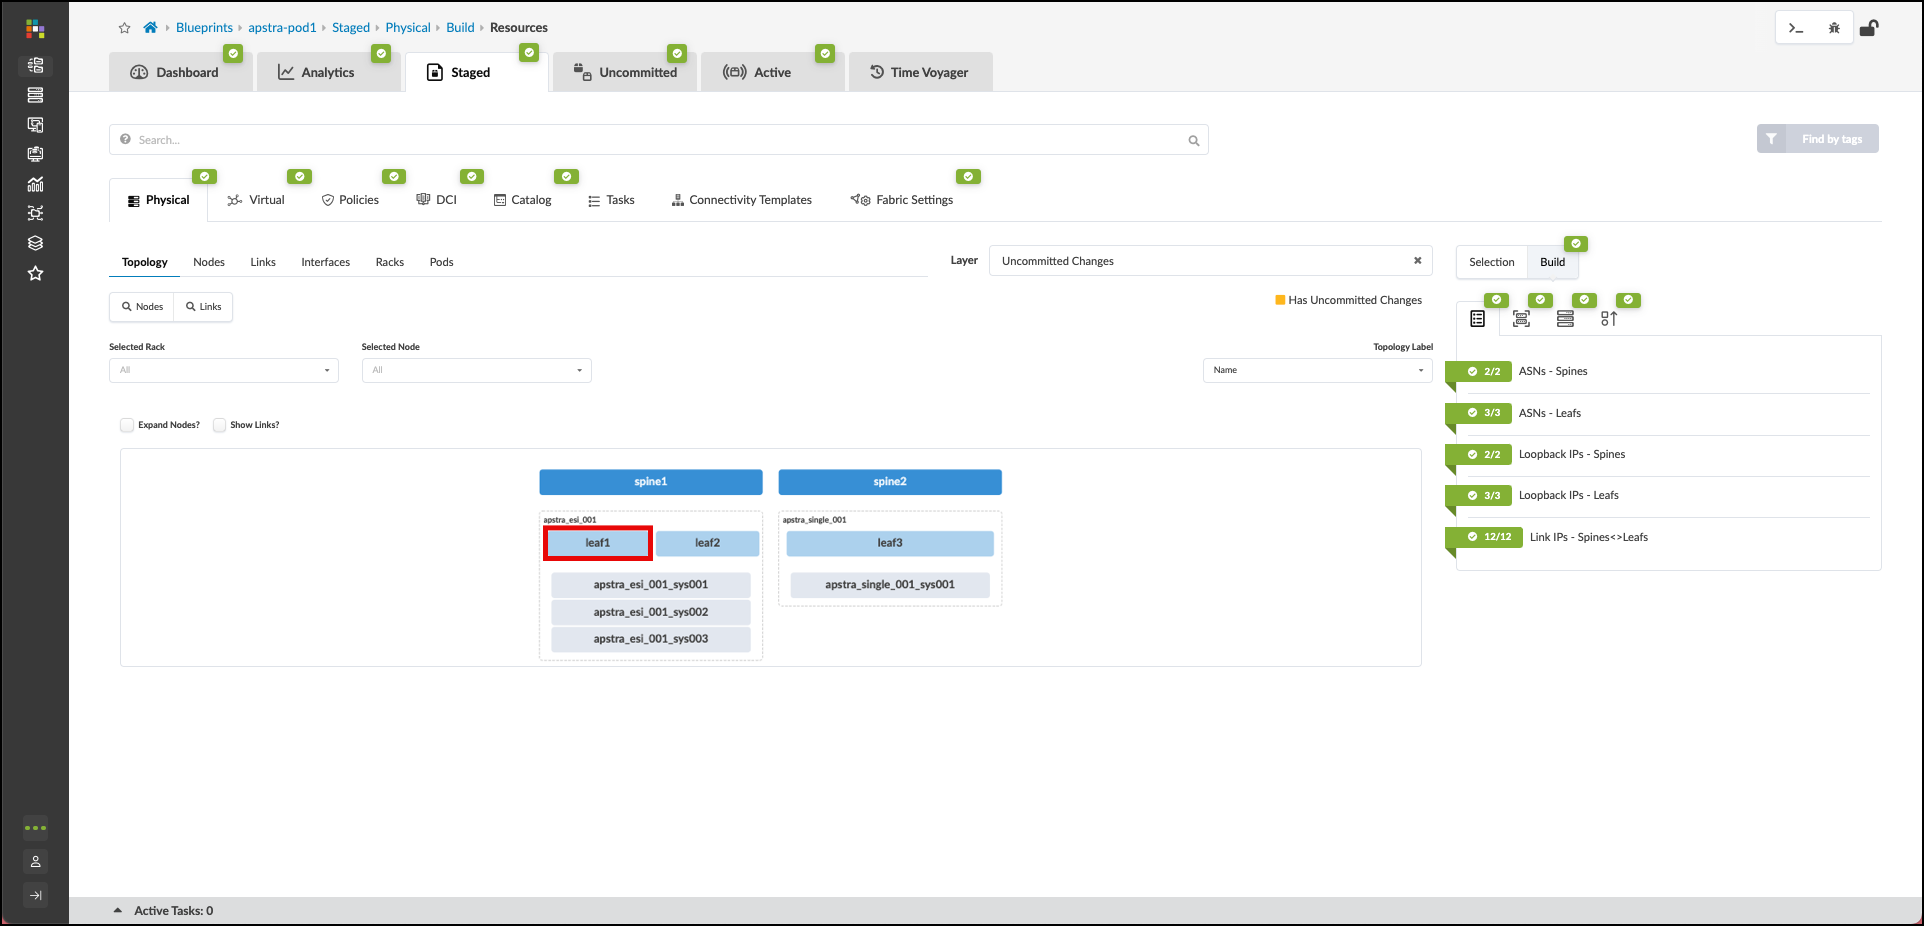 Blueprints › apstra-pod1 › Staged › Physical › Build › Resources
Dashboard Analytics Staged Uncommitted Active Time Voyager
Search...
Find by tags
Physical Virtual Policies DCI Catalog Tasks Connectivity Templates Fabric Settings
Topology Nodes Links Interfaces Racks Pods
Layer Uncommitted Changes
Selection Build
Has Uncommitted Changes
Nodes Links
Selected Rack Selected Node Topology Label
All All Name
Expand Nodes? Show Links?
spine1 spine2
apstra_esi_001 apstra_single_001
leaf1 leaf2 leaf3
apstra_esi_001_sys001 apstra_single_001_sys001
apstra_esi_001_sys002
apstra_esi_001_sys003
2/2 ASNs - Spines
3/3 ASNs - Leafs
2/2 Loopback IPs - Spines
3/3 Loopback IPs - Leafs
12/12 Link IPs - Spines<>Leafs
Active Tasks: 0